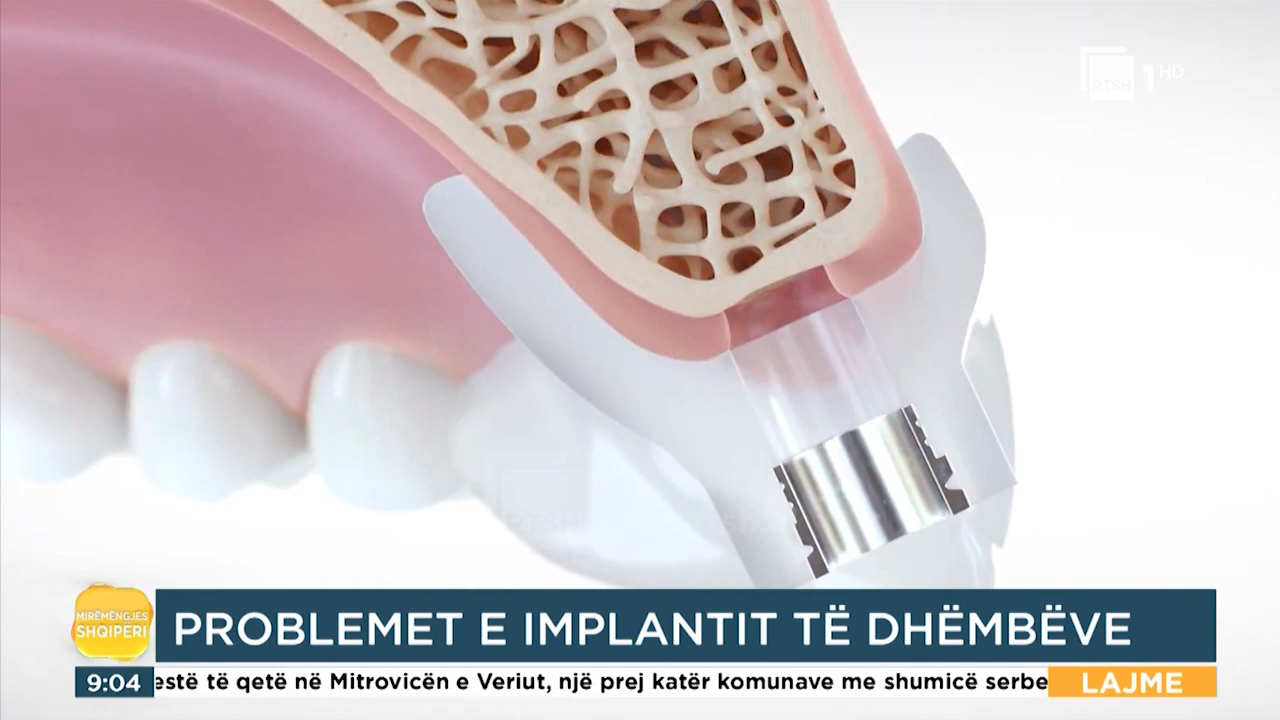 RTSH 1 HD
RTSH
MIRËMËNGJES
SHQIPËRI
PROBLEMET E IMPLANTIT TË DHËMBËVE
9:04
estë të qetë në Mitrovicën e Veriut, një prej katër komunave me shumicë serbe
LAJME